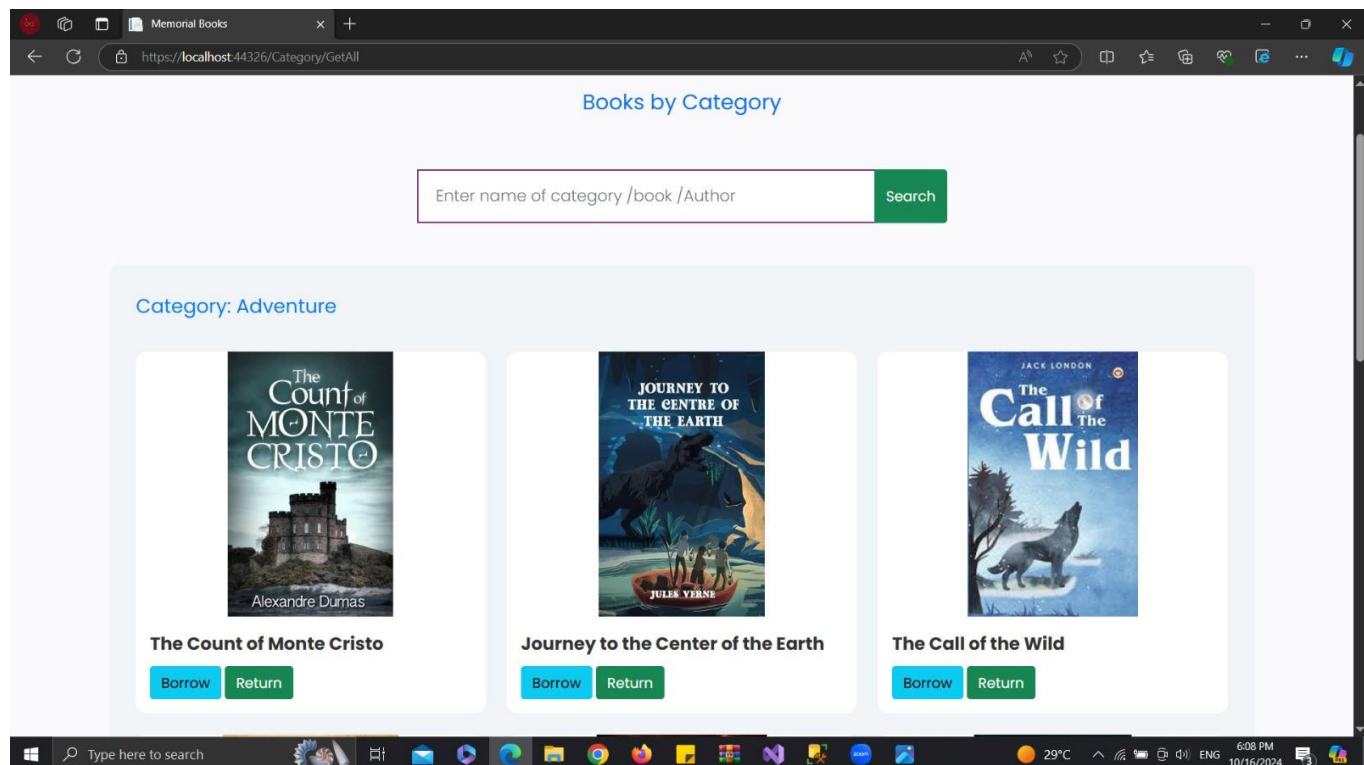 Memorial Books
https://localhost:44326/Category/GetAll
Books by Category
Enter name of category /book /Author
Search
Category: Adventure
The
Count of
MONTE
CRISTO
Alexandre Dumas
JOURNEY TO
THE CENTRE OF
THE EARTH
JULES VERNE
JACK LONDON
The
Call of
The
Wild
The Count of Monte Cristo
Journey to the Center of the Earth
The Call of the Wild
Borrow Return
Borrow Return
Borrow Return
Type here to search
zoom
29°C
ENG
6:08 PM
10/16/2024
3